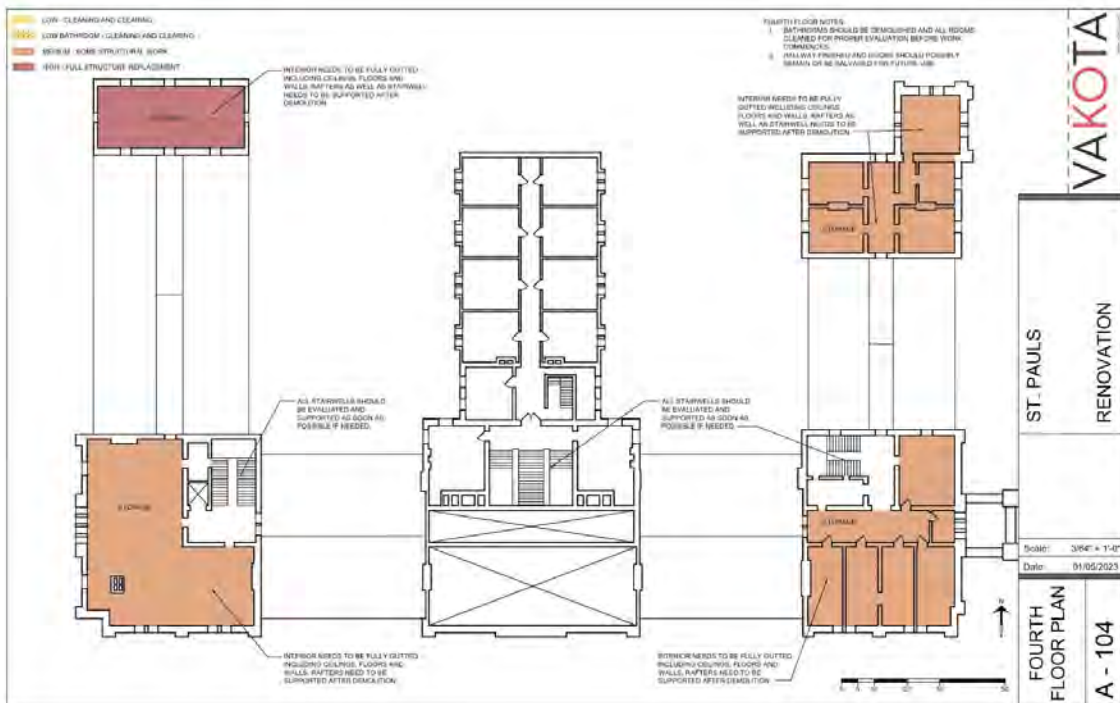 LOW - CLEANING AND CLEARING
LOW BATHROOM - CLEANING AND CLEARING
MEDIUM - SOME STRUCTURAL WORK
HIGH - FULL STRUCTURE REPLACEMENT
INTERIOR NEEDS TO BE FULLY GUTTED
INCLUDING CEILINGS, FLOORS AND
WALLS, RAFTERS AS WELL AS STAIRWELL
NEEDS TO BE SUPPORTED AFTER
DEMOLITION
FOURTH FLOOR NOTES:
1. BATHROOMS SHOULD BE DEMOLISHED AND ALL ROOMS
CLEANED FOR PROPER EVALUATION BEFORE WORK
COMMENCES.
2. HALLWAY FINISHED AND DOORS SHOULD POSSIBLY
REMAIN OR BE SALVAGED FOR FUTURE USE.
INTERIOR NEEDS TO BE FULLY
GUTTED INCLUDING CEILINGS,
FLOORS AND WALLS, RAFTERS AS
WELL AS STAIRWELL NEEDS TO BE
SUPPORTED AFTER DEMOLITION
STORAGE
ALL STAIRWELLS SHOULD
BE EVALUATED AND
SUPPORTED AS SOON AS
POSSIBLE IF NEEDED.
ALL STAIRWELLS SHOULD
BE EVALUATED AND
SUPPORTED AS SOON AS
POSSIBLE IF NEEDED.
STORAGE
STORAGE
INTERIOR NEEDS TO BE FULLY GUTTED
INCLUDING CEILINGS, FLOORS AND
WALLS, RAFTERS NEED TO BE
SUPPORTED AFTER DEMOLITION
INTERIOR NEEDS TO BE FULLY GUTTED
INCLUDING CEILINGS, FLOORS AND
WALLS, RAFTERS NEED TO BE
SUPPORTED AFTER DEMOLITION
N
VAKOTA
ST. PAULS
RENOVATION
Scale: 3/64" = 1'-0"
Date: 01/05/2023
FOURTH
FLOOR PLAN
A - 104